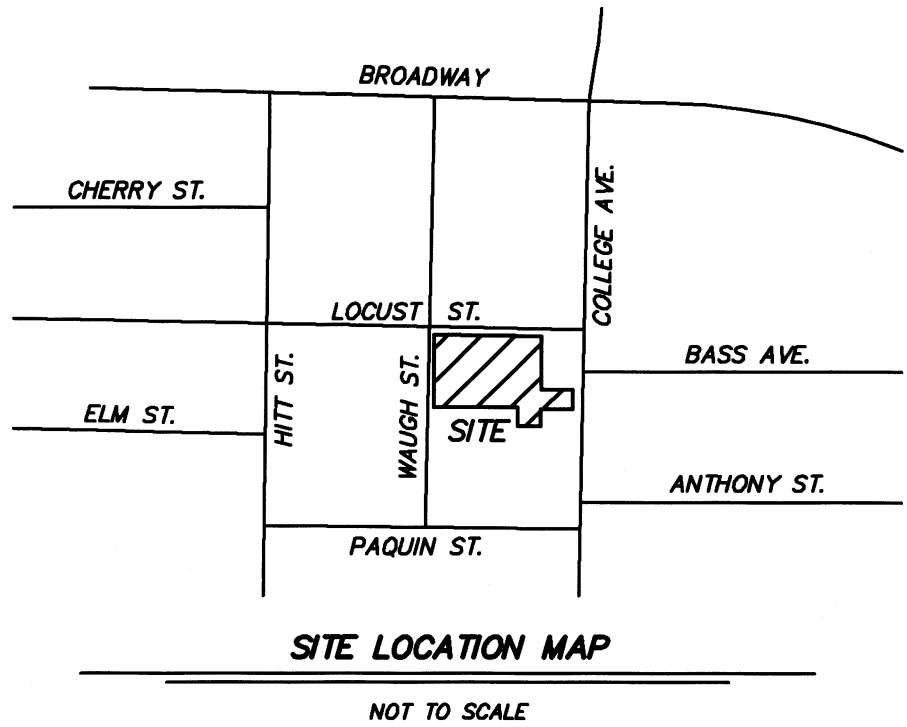 BROADWAY
CHERRY ST.
COLLEGE AVE.
LOCUST ST.
HITT ST.
WAUGH ST.
BASS AVE.
ELM ST.
SITE
ANTHONY ST.
PAQUIN ST.
SITE LOCATION MAP
NOT TO SCALE